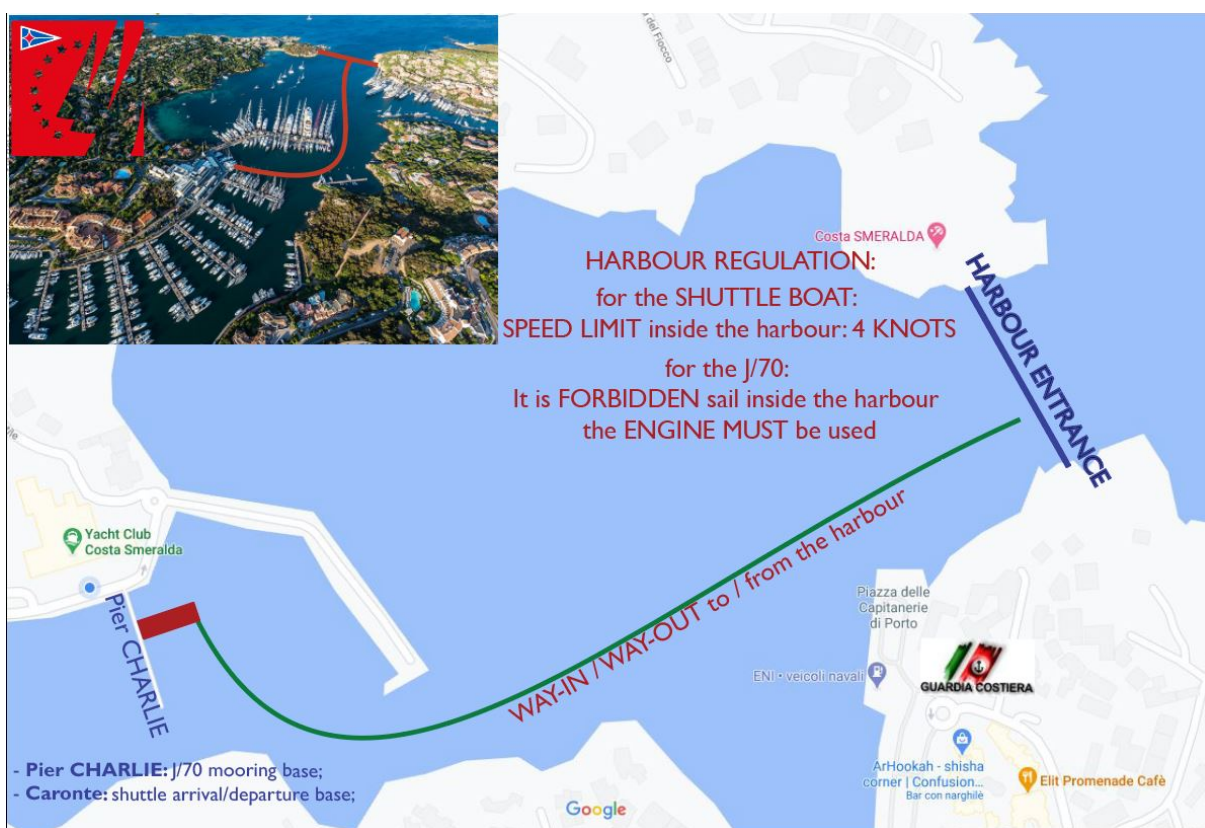 la del Fiocco
Costa SMERALDA
HARBOUR ENTRANCE
HARBOUR REGULATION:
for the SHUTTLE BOAT:
SPEED LIMIT inside the harbour: 4 KNOTS
for the J/70:
It is FORBIDDEN sail inside the harbour
the ENGINE MUST be used
Yacht Club
Costa Smeralda
Pier CHARLIE
WAY-IN / WAY-OUT to / from the harbour
Piazza delle
Capitanerie
di Porto
ENI • veicoli navali
GUARDIA COSTIERA
ArHookah - shisha
corner | Confusion...
Bar con narghilè
Elit Promenade Cafè
- Pier CHARLIE: J/70 mooring base;
- Caronte: shuttle arrival/departure base;
Google